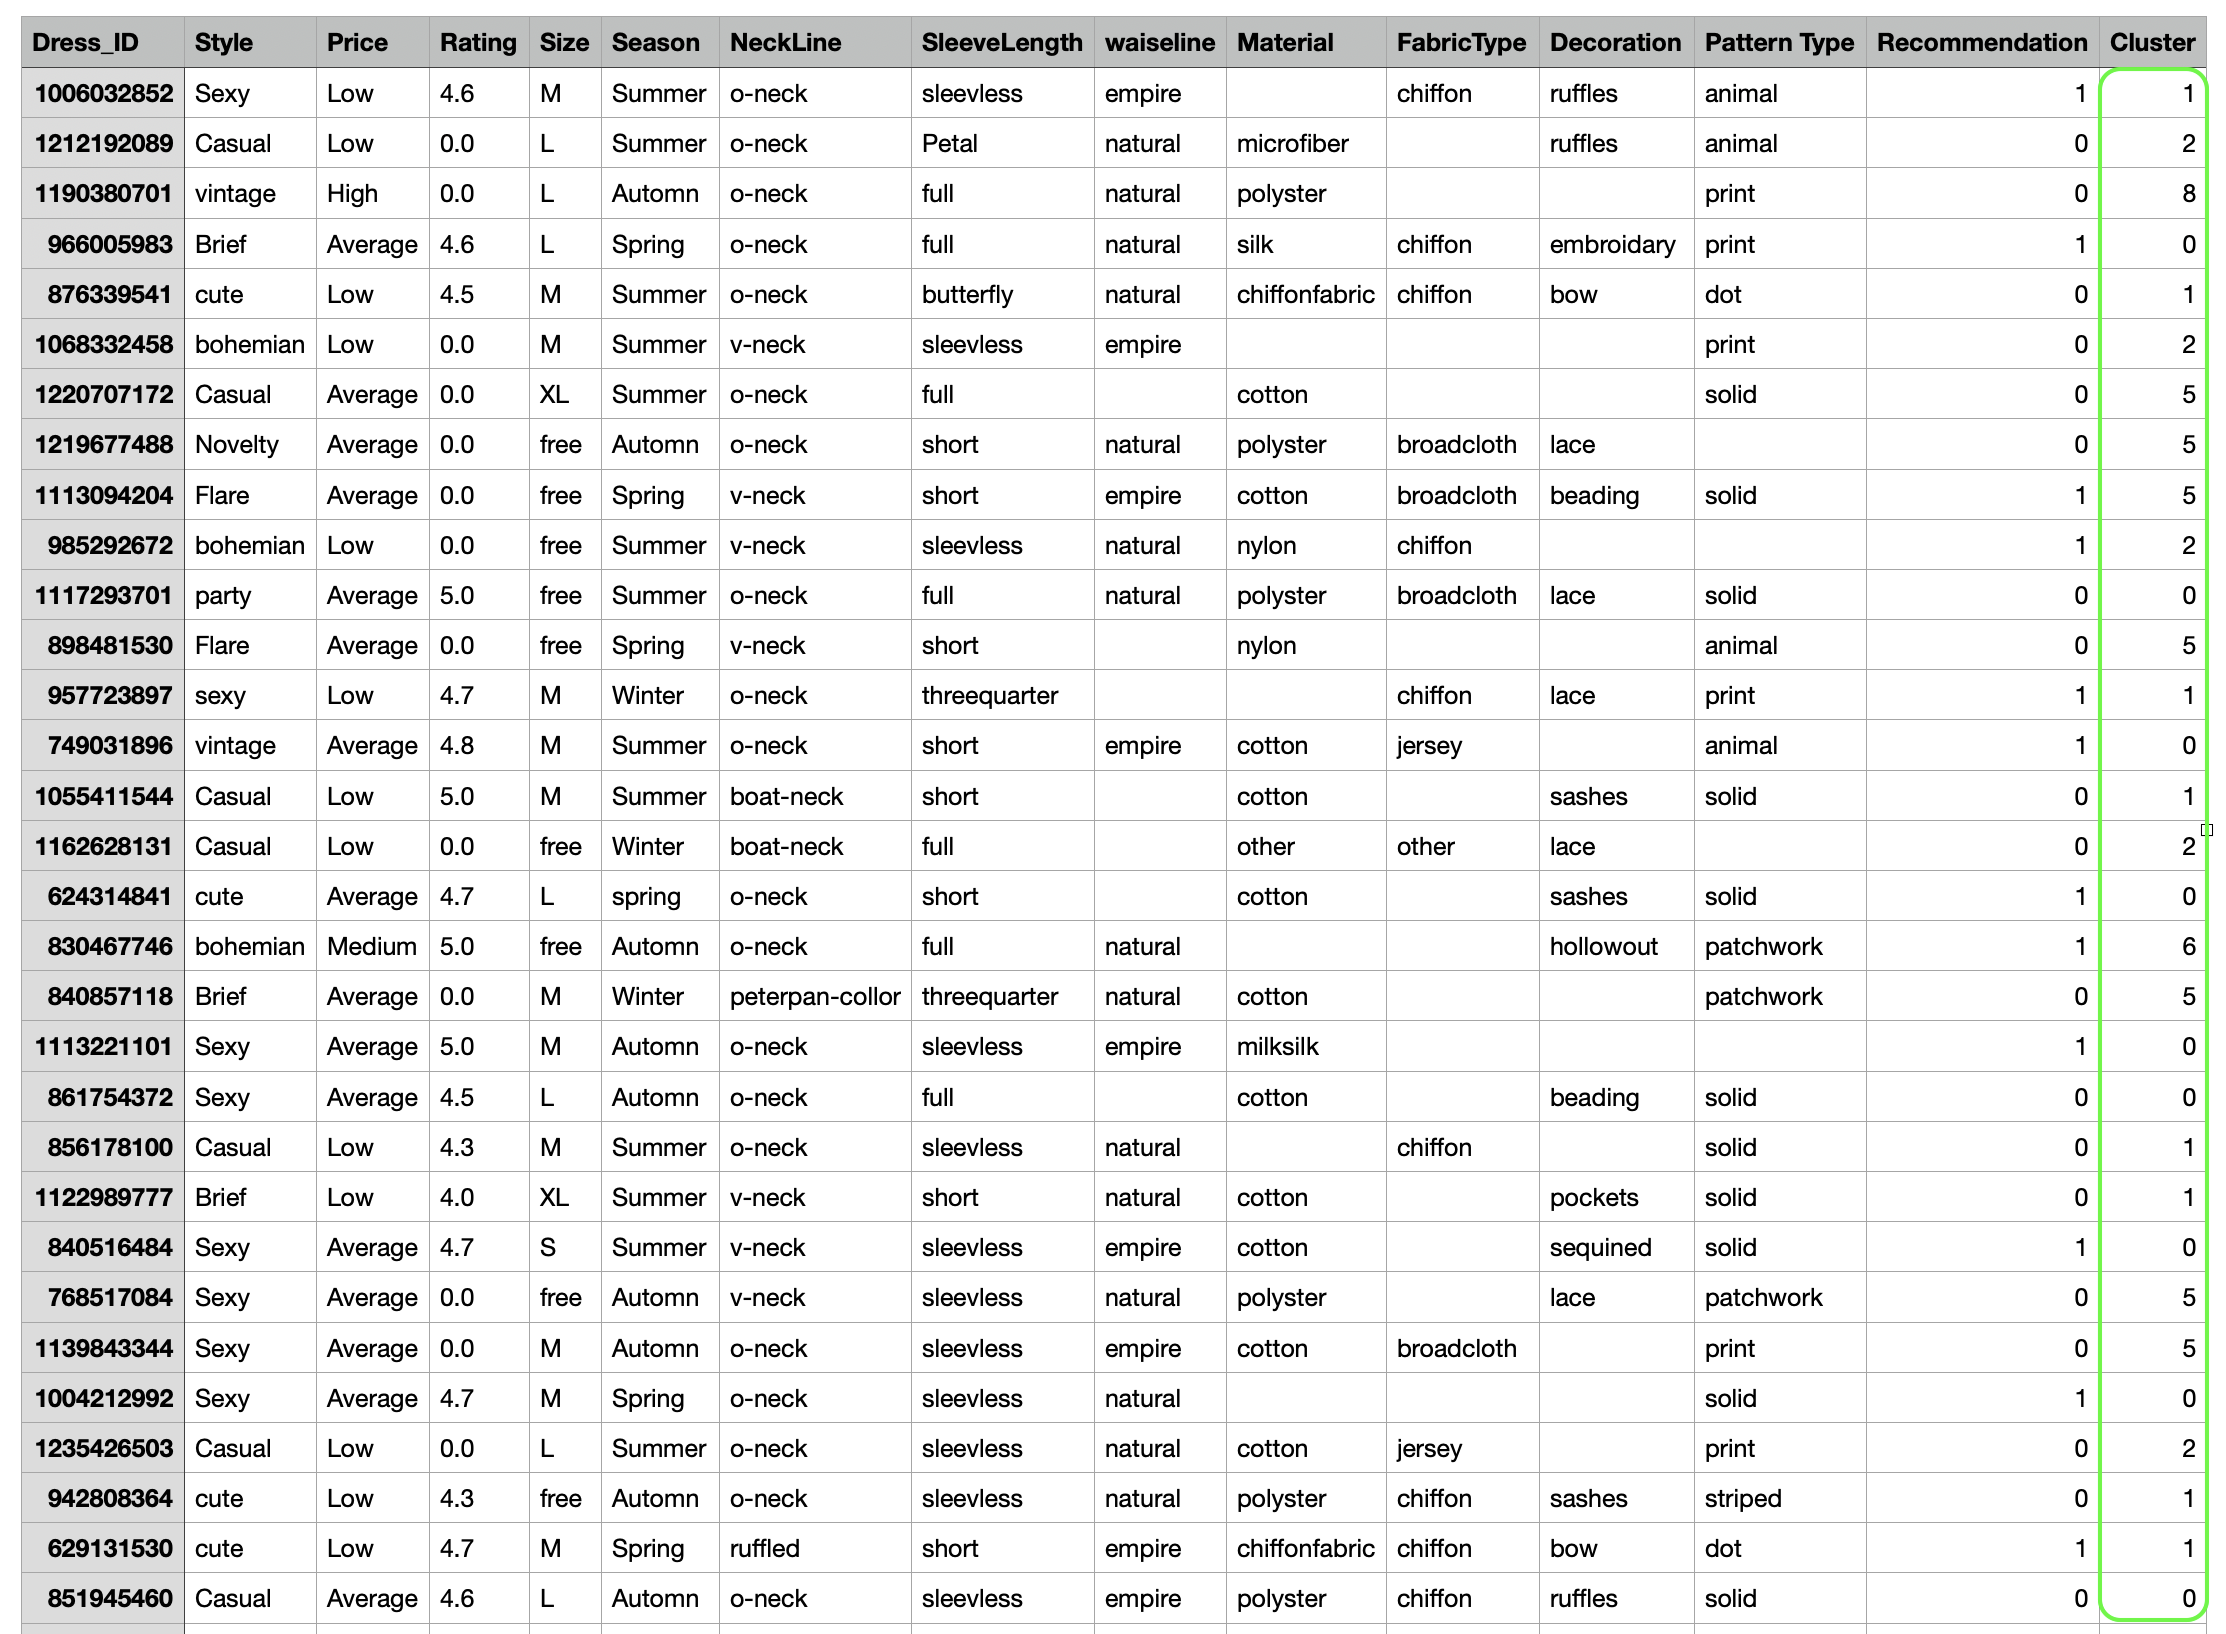 Dress_ID Style Price Rating Size Season NeckLine SleeveLength waiseline Material FabricType Decoration Pattern Type Recommendation Cluster
1006032852 Sexy Low 4.6 M Summer o-neck sleevless empire chiffon ruffles animal 1 1
1212192089 Casual Low 0.0 L Summer o-neck Petal natural microfiber ruffles animal 0 2
1190380701 vintage High 0.0 L Automn o-neck full natural polyster print 0 8
966005983 Brief Average 4.6 L Spring o-neck full natural silk chiffon embroidary print 1 0
876339541 cute Low 4.5 M Summer o-neck butterfly natural chiffonfabric chiffon bow dot 0 1
1068332458 bohemian Low 0.0 M Summer v-neck sleevless empire print 0 2
1220707172 Casual Average 0.0 XL Summer o-neck full cotton solid 0 5
1219677488 Novelty Average 0.0 free Automn o-neck short natural polyster broadcloth lace 0 5
1113094204 Flare Average 0.0 free Spring v-neck short empire cotton broadcloth beading solid 1 5
985292672 bohemian Low 0.0 free Summer v-neck sleevless natural nylon chiffon 1 2
1117293701 party Average 5.0 free Summer o-neck full natural polyster broadcloth lace solid 0 0
898481530 Flare Average 0.0 free Spring v-neck short nylon animal 0 5
957723897 sexy Low 4.7 M Winter o-neck threequarter chiffon lace print 1 1
749031896 vintage Average 4.8 M Summer o-neck short empire cotton jersey animal 1 0
1055411544 Casual Low 5.0 M Summer boat-neck short cotton sashes solid 0 1
1162628131 Casual Low 0.0 free Winter boat-neck full other other lace 0 2
624314841 cute Average 4.7 L spring o-neck short cotton sashes solid 1 0
830467746 bohemian Medium 5.0 free Automn o-neck full natural hollowout patchwork 1 6
840857118 Brief Average 0.0 M Winter peterpan-collor threequarter natural cotton patchwork 0 5
1113221101 Sexy Average 5.0 M Automn o-neck sleevless empire milksilk 1 0
861754372 Sexy Average 4.5 L Automn o-neck full cotton beading solid 0 0
856178100 Casual Low 4.3 M Summer o-neck sleevless natural chiffon solid 0 1
1122989777 Brief Low 4.0 XL Summer v-neck short natural cotton pockets solid 0 1
840516484 Sexy Average 4.7 S Summer v-neck sleevless empire cotton sequined solid 1 0
768517084 Sexy Average 0.0 free Automn v-neck sleevless natural polyster lace patchwork 0 5
1139843344 Sexy Average 0.0 M Automn o-neck sleevless empire cotton broadcloth print 0 5
1004212992 Sexy Average 4.7 M Spring o-neck sleevless natural solid 1 0
1235426503 Casual Low 0.0 L Summer o-neck sleevless natural cotton jersey print 0 2
942808364 cute Low 4.3 free Automn o-neck sleevless natural polyster chiffon sashes striped 0 1
629131530 cute Low 4.7 M Spring ruffled short empire chiffonfabric chiffon bow dot 1 1
851945460 Casual Average 4.6 L Automn o-neck sleevless empire polyster chiffon ruffles solid 0 0